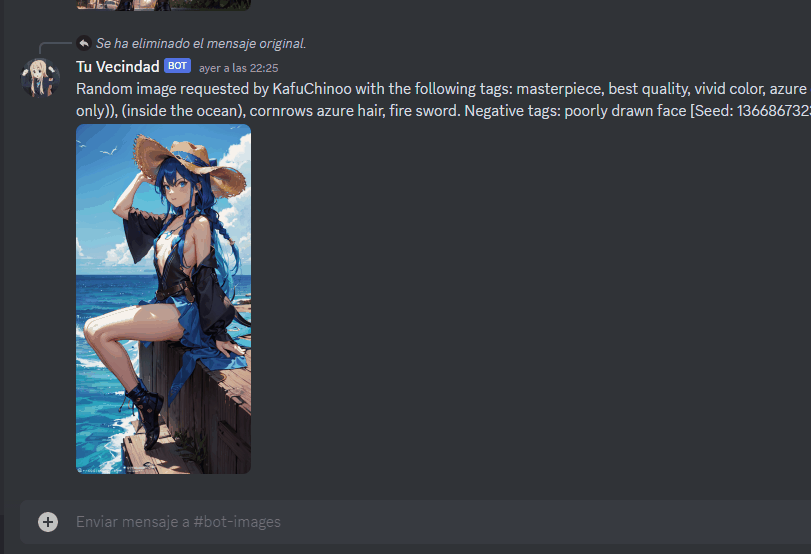 Se ha eliminado el mensaje original.
Tu Vecindad BOT ayer a las 22:25
Random image requested by KafuChinoo with the following tags: masterpiece, best quality, vivid color, azure
only)), (inside the ocean), cornrows azure hair, fire sword. Negative tags: poorly drawn face [Seed: 136686732
Enviar mensaje a #bot-images